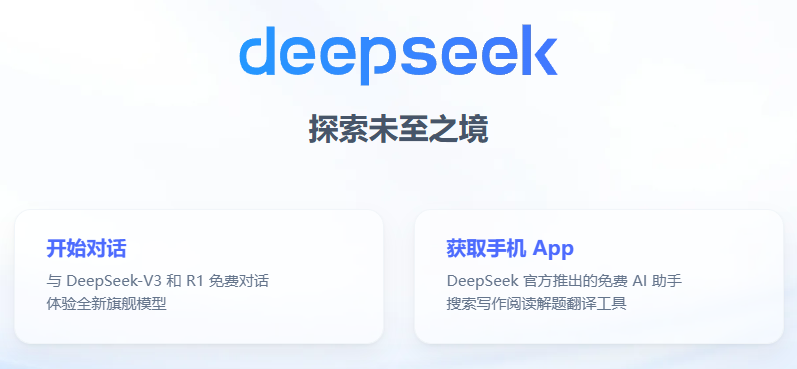 deepseek
探索未至之境
开始对话
与 DeepSeek-V3 和 R1 免费对话
体验全新旗舰模型
获取手机 App
DeepSeek 官方推出的免费 AI 助手
搜索写作阅读解题翻译工具